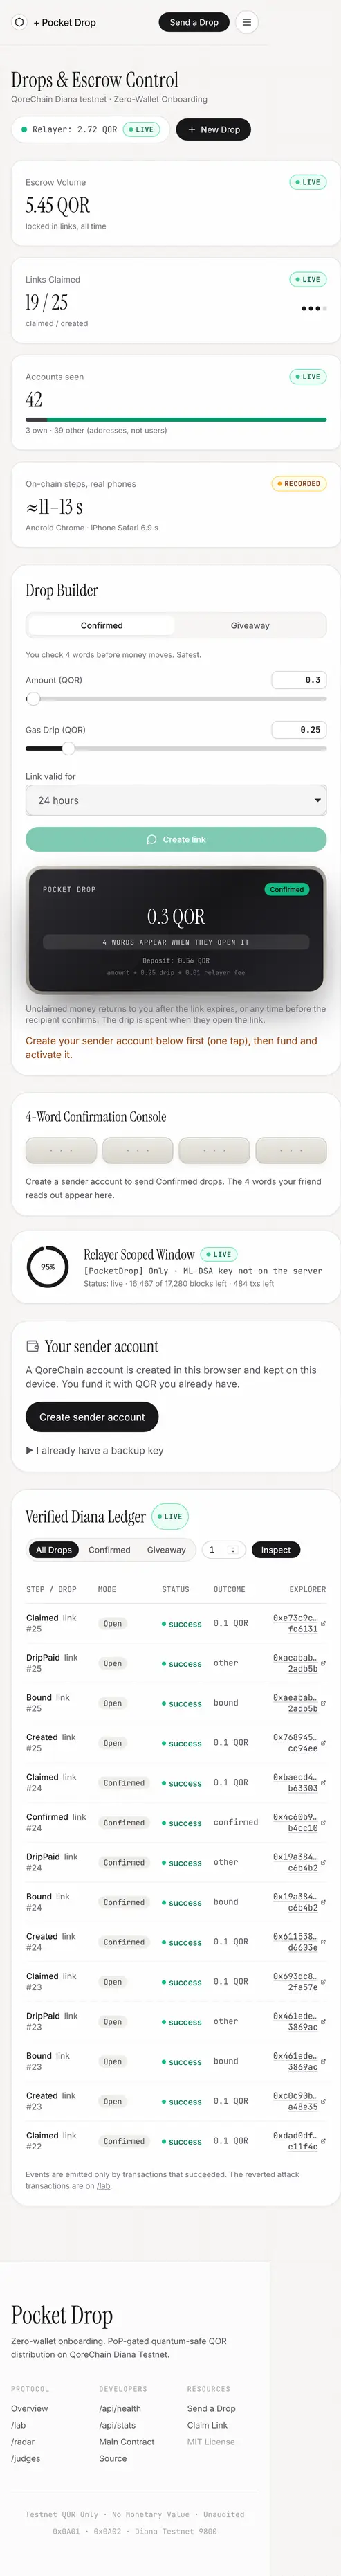 + Pocket Drop
Send a Drop
Drops & Escrow Control
QoreChain Diana testnet · Zero-Wallet Onboarding
Relayer: 2.72 QOR LIVE
+ New Drop
Escrow Volume LIVE
5.45 QOR
locked in links, all time
Links Claimed LIVE
19 / 25
claimed / created
Accounts seen LIVE
42
3 own · 39 other (addresses, not users)
On-chain steps, real phones RECORDED
≈11–13 s
Android Chrome · iPhone Safari 6.9 s
Drop Builder
Confirmed Giveaway
You check 4 words before money moves. Safest.
Amount (QOR) 0.3
Gas Drip (QOR) 0.25
Link valid for
24 hours
Create link
POCKET DROP Confirmed
0.3 QOR
4 WORDS APPEAR WHEN THEY OPEN IT
Deposit: 0.56 QOR
amount + 0.25 drip + 0.01 relayer fee
Unclaimed money returns to you after the link expires, or any time before the
recipient confirms. The drip is spent when they open the link.
Create your sender account below first (one tap), then fund and
activate it.
4-Word Confirmation Console
Create a sender account to send Confirmed drops. The 4 words your friend
reads out appear here.
95%
Relayer Scoped Window LIVE
[PocketDrop] Only · ML-DSA key not on the server
Status: live · 16,467 of 17,280 blocks left · 484 txs left
Your sender account
A QoreChain account is created in this browser and kept on this
device. You fund it with QOR you already have.
Create sender account
▶ I already have a backup key
Verified Diana Ledger LIVE
All Drops Confirmed Giveaway 1 Inspect
STEP / DROP MODE STATUS OUTCOME EXPLORER
Claimed link #25 Open success 0.1 QOR 0xe73c9c… fc6131
DripPaid link #25 Open success other 0xaeabab… 2adb5b
Bound link #25 Open success bound 0xaeabab… 2adb5b
Created link #25 Open success 0.1 QOR 0x768945… cc94ee
Claimed link #24 Confirmed success 0.1 QOR 0xbaecd4… b63303
Confirmed link #24 Confirmed success confirmed 0x4c60b9… b4cc10
DripPaid link #24 Confirmed success other 0x19a384… c6b4b2
Bound link #24 Confirmed success bound 0x19a384… c6b4b2
Created link #24 Confirmed success 0.1 QOR 0x611538… d6603e
Claimed link #23 Open success 0.1 QOR 0x693dc8… 2fa57e
DripPaid link #23 Open success other 0x461ede… 3869ac
Bound link #23 Open success bound 0x461ede… 3869ac
Created link #23 Open success 0.1 QOR 0xc0c90b… a48e35
Claimed link #22 Confirmed success 0.1 QOR 0xdad0df… e11f4c
Events are emitted only by transactions that succeeded. The reverted attack
transactions are on /lab.
Pocket Drop
Zero-wallet onboarding. PoP-gated quantum-safe QOR
distribution on QoreChain Diana Testnet.
PROTOCOL DEVELOPERS RESOURCES
Overview /api/health Send a Drop
/lab /api/stats Claim Link
/radar Main Contract MIT License
/judges Source
Testnet QOR Only · No Monetary Value · Unaudited
0x0A01 · 0x0A02 · Diana Testnet 9800